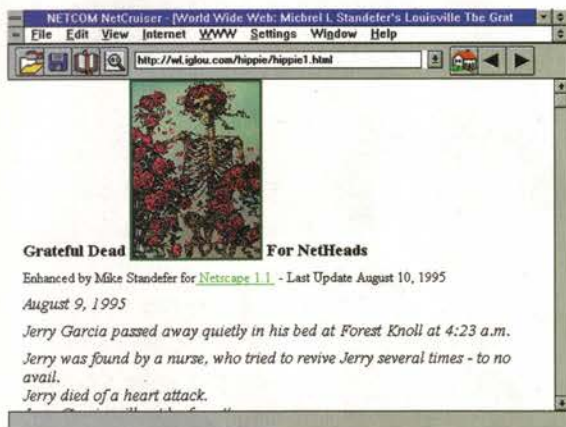 NETCOM NetCruiser - [World Wide Web: Michrel L Standefer's Louisville The Grat
File Edit View Internet WWW Settings Window Help
http://wl.iglou.com/hippie/hippie1.html
Grateful Dead For NetHeads
Enhanced by Mike Standefer for Netscape 1.1 - Last Update August 10, 1995
August 9, 1995
Jerry Garcia passed away quietly in his bed at Forest Knoll at 4:23 a.m.
Jerry was found by a nurse, who tried to revive Jerry several times - to no
avail.
Jerry died of a heart attack.